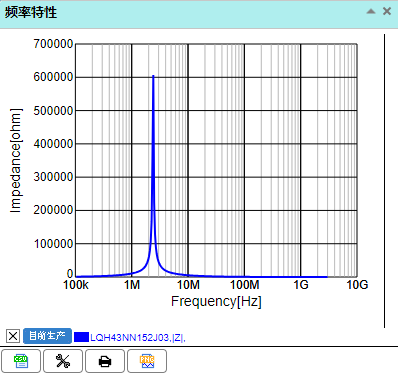 频率特性
700000
600000
500000
400000
300000
200000
100000
0
Impedance[ohm]
100k 1M 10M 100M 1G 10G
Frequency[Hz]
目前生产 LQH43NN152J03,|Z|,